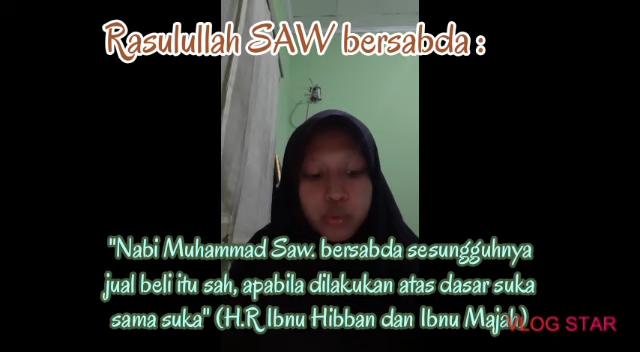 Rasulullah SAW bersabda :
"Nabi Muhammad Saw. bersabda sesungguhnya
jual beli itu sah, apabila dilakukan atas dasar suka
sama suka" (H.R Ibnu Hibban dan Ibnu Majah)
VLOG STAR